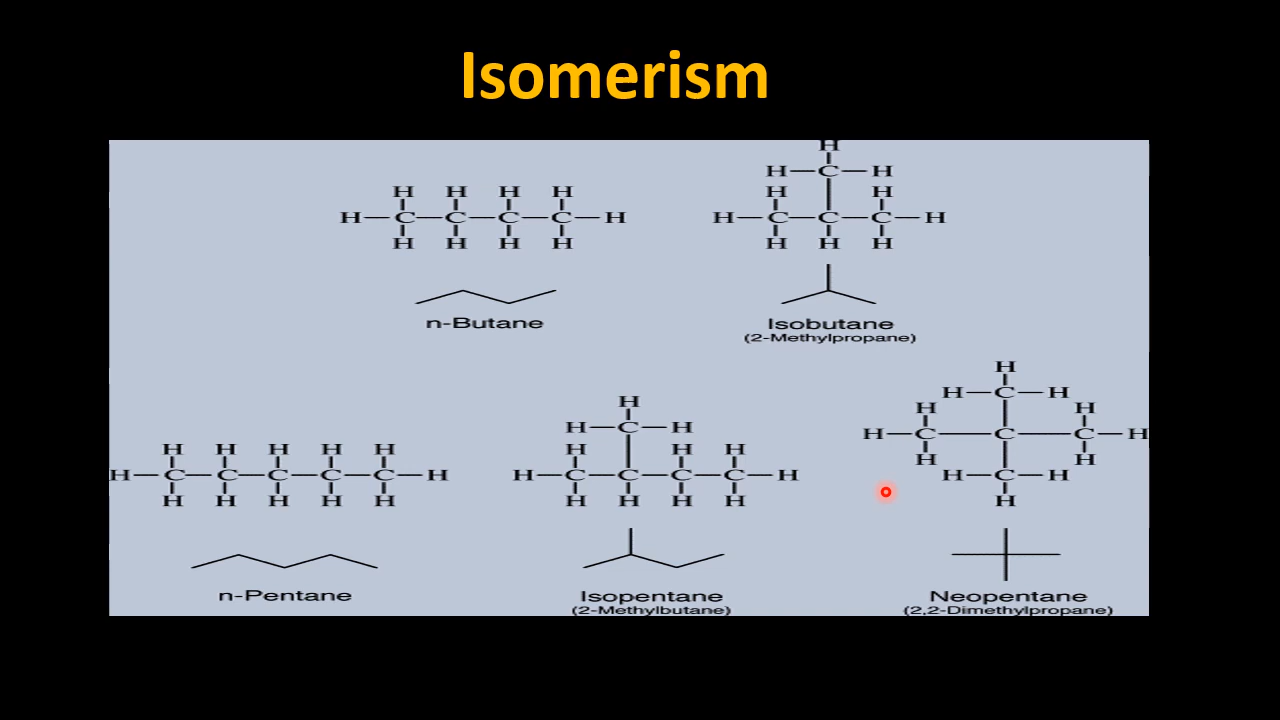 Isomerism
H
H—C—H
H H H H
H—C—C—C—C—H
H H H H
H H
H—C—C—C—H
H H H
n-Butane
Isobutane
(2-Methylpropane)
H H H H H
H—C—C—C—C—C—H
H H H H H
H
H—C—H
H H H
H—C—C—C—C—H
H H H H
H
H—C—H
H H
H—C—C—C—H
H H
H—C—H
H
n-Pentane
Isopentane
(2-Methylbutane)
Neopentane
(2,2-Dimethylpropane)